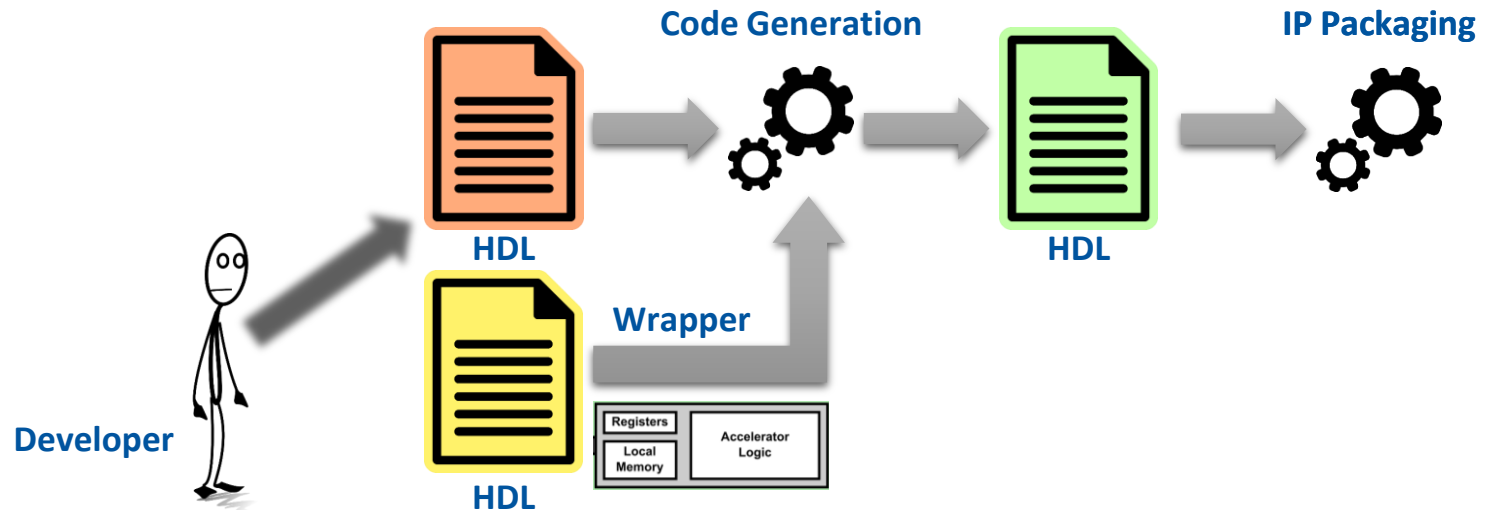 Code Generation
IP Packaging
HDL
HDL
Wrapper
Developer
Registers
Local
Memory
Accelerator
Logic
HDL